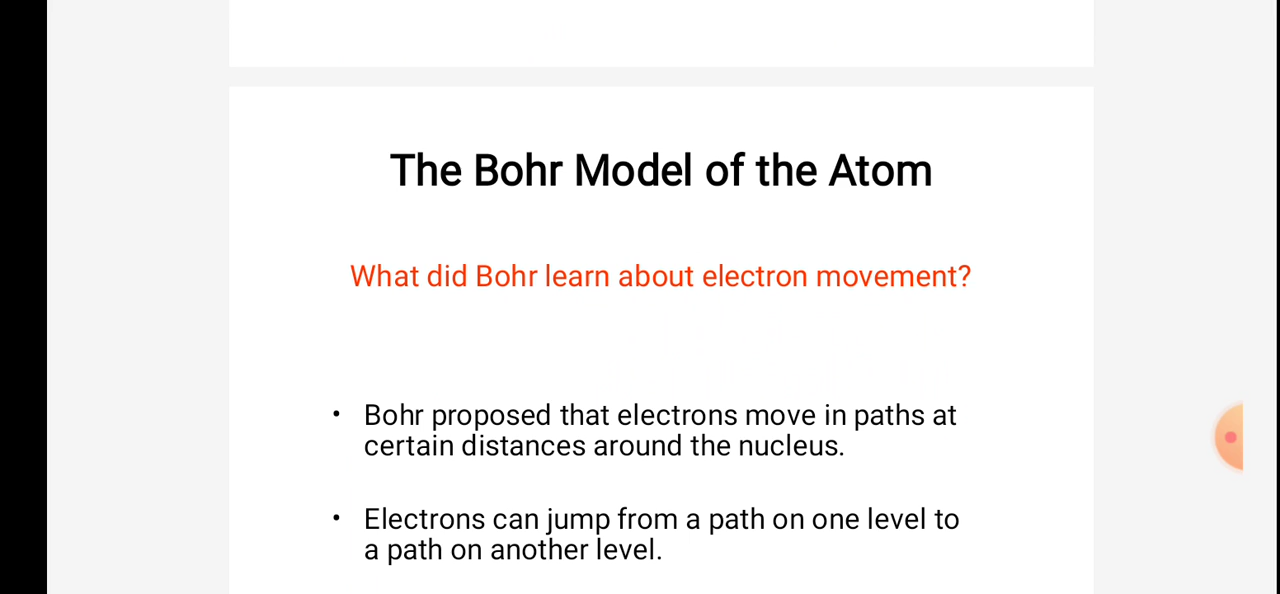 The Bohr Model of the Atom
What did Bohr learn about electron movement?
• Bohr proposed that electrons move in paths at
certain distances around the nucleus.
• Electrons can jump from a path on one level to
a path on another level.